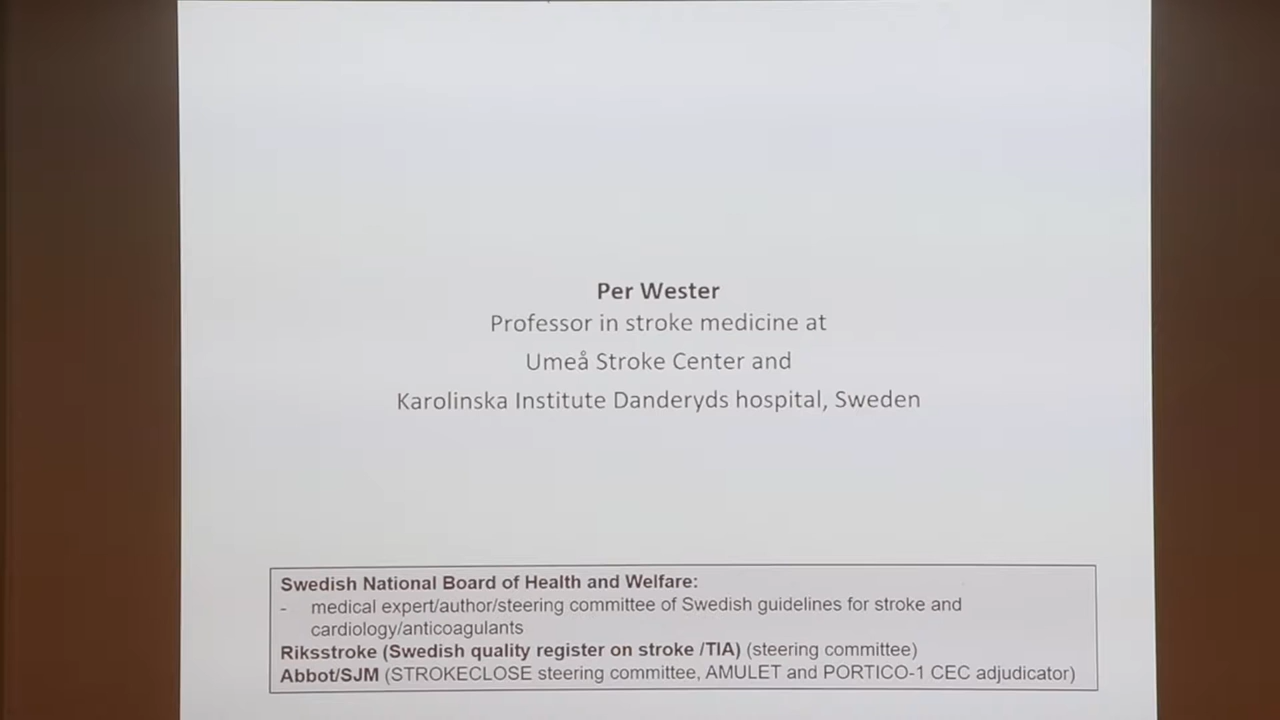 Per Wester
Professor in stroke medicine at
Umeå Stroke Center and
Karolinska Institute Danderyds hospital, Sweden
Swedish National Board of Health and Welfare:
- medical expert/author/steering committee of Swedish guidelines for stroke and
cardiology/anticoagulants
Riksstroke (Swedish quality register on stroke /TIA) (steering committee)
Abbot/SJM (STROKECLOSE steering committee, AMULET and PORTICO-1 CEC adjudicator)